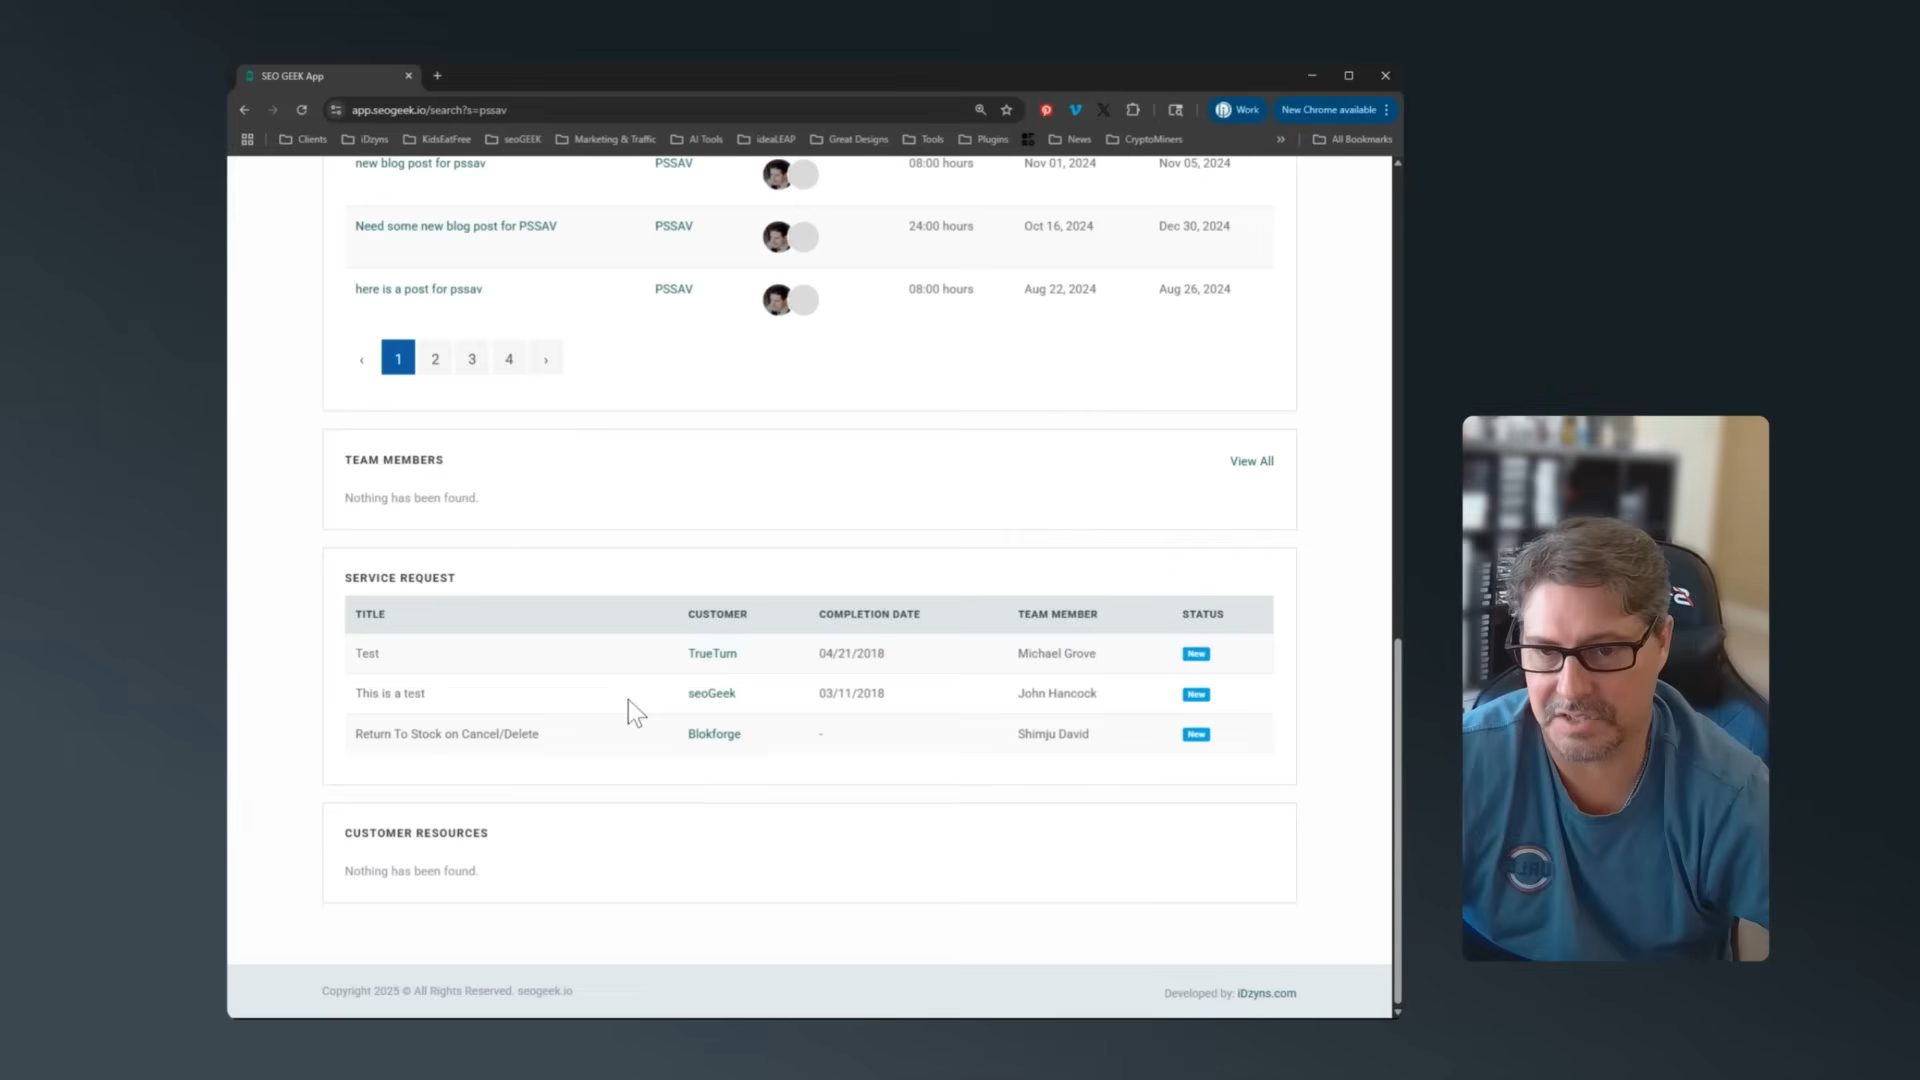 SEO GEEK App
app.seogeek.io/search?s=pssav
Work
New Chrome available
Clients
iDzyns
KidsEatFree
seoGEEK
Marketing & Traffic
AI Tools
ideaLEAP
Great Designs
Tools
Plugins
News
CryptoMiners
»
All Bookmarks
new blog post for pssav PSSAV 08:00 hours Nov 01, 2024 Nov 05, 2024
Need some new blog post for PSSAV PSSAV 24:00 hours Oct 16, 2024 Dec 30, 2024
here is a post for pssav PSSAV 08:00 hours Aug 22, 2024 Aug 26, 2024
‹ 1 2 3 4 ›
TEAM MEMBERS View All
Nothing has been found.
SERVICE REQUEST
TITLE CUSTOMER COMPLETION DATE TEAM MEMBER STATUS
Test TrueTurn 04/21/2018 Michael Grove New
This is a test seoGeek 03/11/2018 John Hancock New
Return To Stock on Cancel/Delete Blokforge - Shimju David New
CUSTOMER RESOURCES
Nothing has been found.
Copyright 2025 © All Rights Reserved. seogeek.io Developed by: iDzyns.com